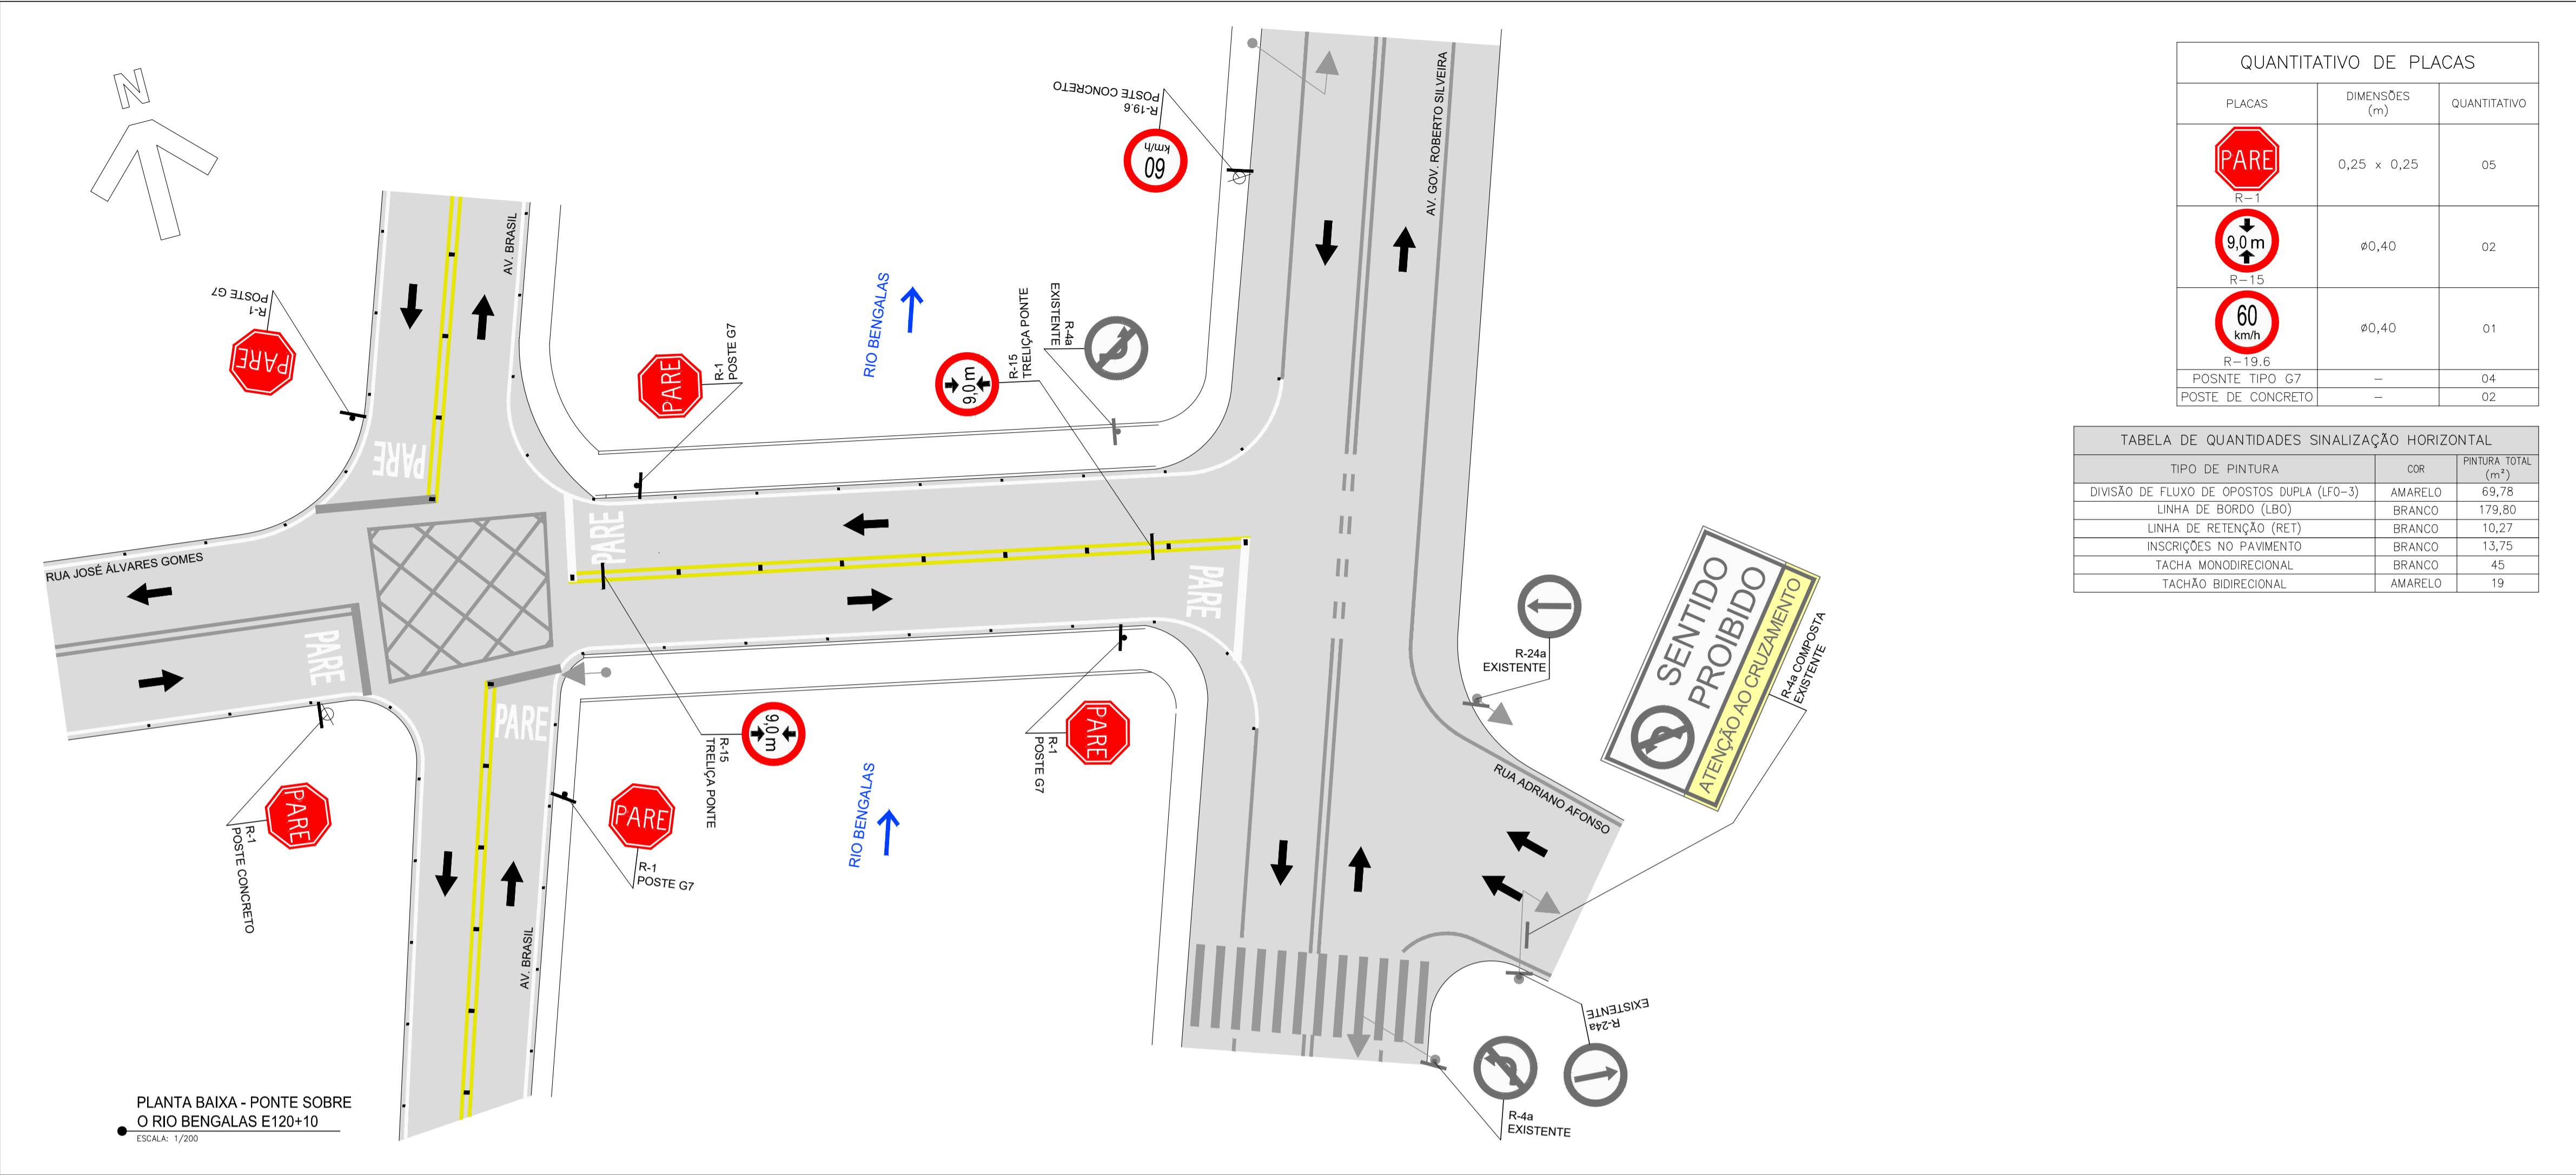 N
R-1
POSTE G7
PARE
PARE
AV. BRASIL
R-19.6
POSTE CONCRETO
60
km/h
AV. GOV. ROBERTO SILVEIRA
RIO BENGALAS
PARE
R-1
POSTE G7
9,0 m
R-15
TRELIÇA PONTE
R-4a
EXISTENTE
RUA JOSÉ ÁLVARES GOMES
PARE
PARE
PARE
PARE
R-1
POSTE CONCRETO
PARE
PARE
R-1
POSTE G7
AV. BRASIL
R-15
TRELIÇA PONTE
9,0 m
RIO BENGALAS
R-1
POSTE G7
PARE
R-24a
EXISTENTE
SENTIDO
PROIBIDO
ATENÇÃO AO CRUZAMENTO
R-4a COMPOSTA
EXISTENTE
RUA ADRIANO AFONSO
R-24a
EXISTENTE
R-4a
EXISTENTE
PLANTA BAIXA - PONTE SOBRE
O RIO BENGALAS E120+10
ESCALA: 1/200
QUANTITATIVO DE PLACAS
PLACAS DIMENSÕES (m) QUANTITATIVO
PARE
R-1 0,25 x 0,25 05
9,0 m
R-15 ø0,40 02
60
km/h
R-19.6 ø0,40 01
POSNTE TIPO G7 – 04
POSTE DE CONCRETO – 02
TABELA DE QUANTIDADES SINALIZAÇÃO HORIZONTAL
TIPO DE PINTURA COR PINTURA TOTAL (m²)
DIVISÃO DE FLUXO DE OPOSTOS DUPLA (LFO-3) AMARELO 69,78
LINHA DE BORDO (LBO) BRANCO 179,80
LINHA DE RETENÇÃO (RET) BRANCO 10,27
INSCRIÇÕES NO PAVIMENTO BRANCO 13,75
TACHA MONODIRECIONAL BRANCO 45
TACHÃO BIDIRECIONAL AMARELO 19